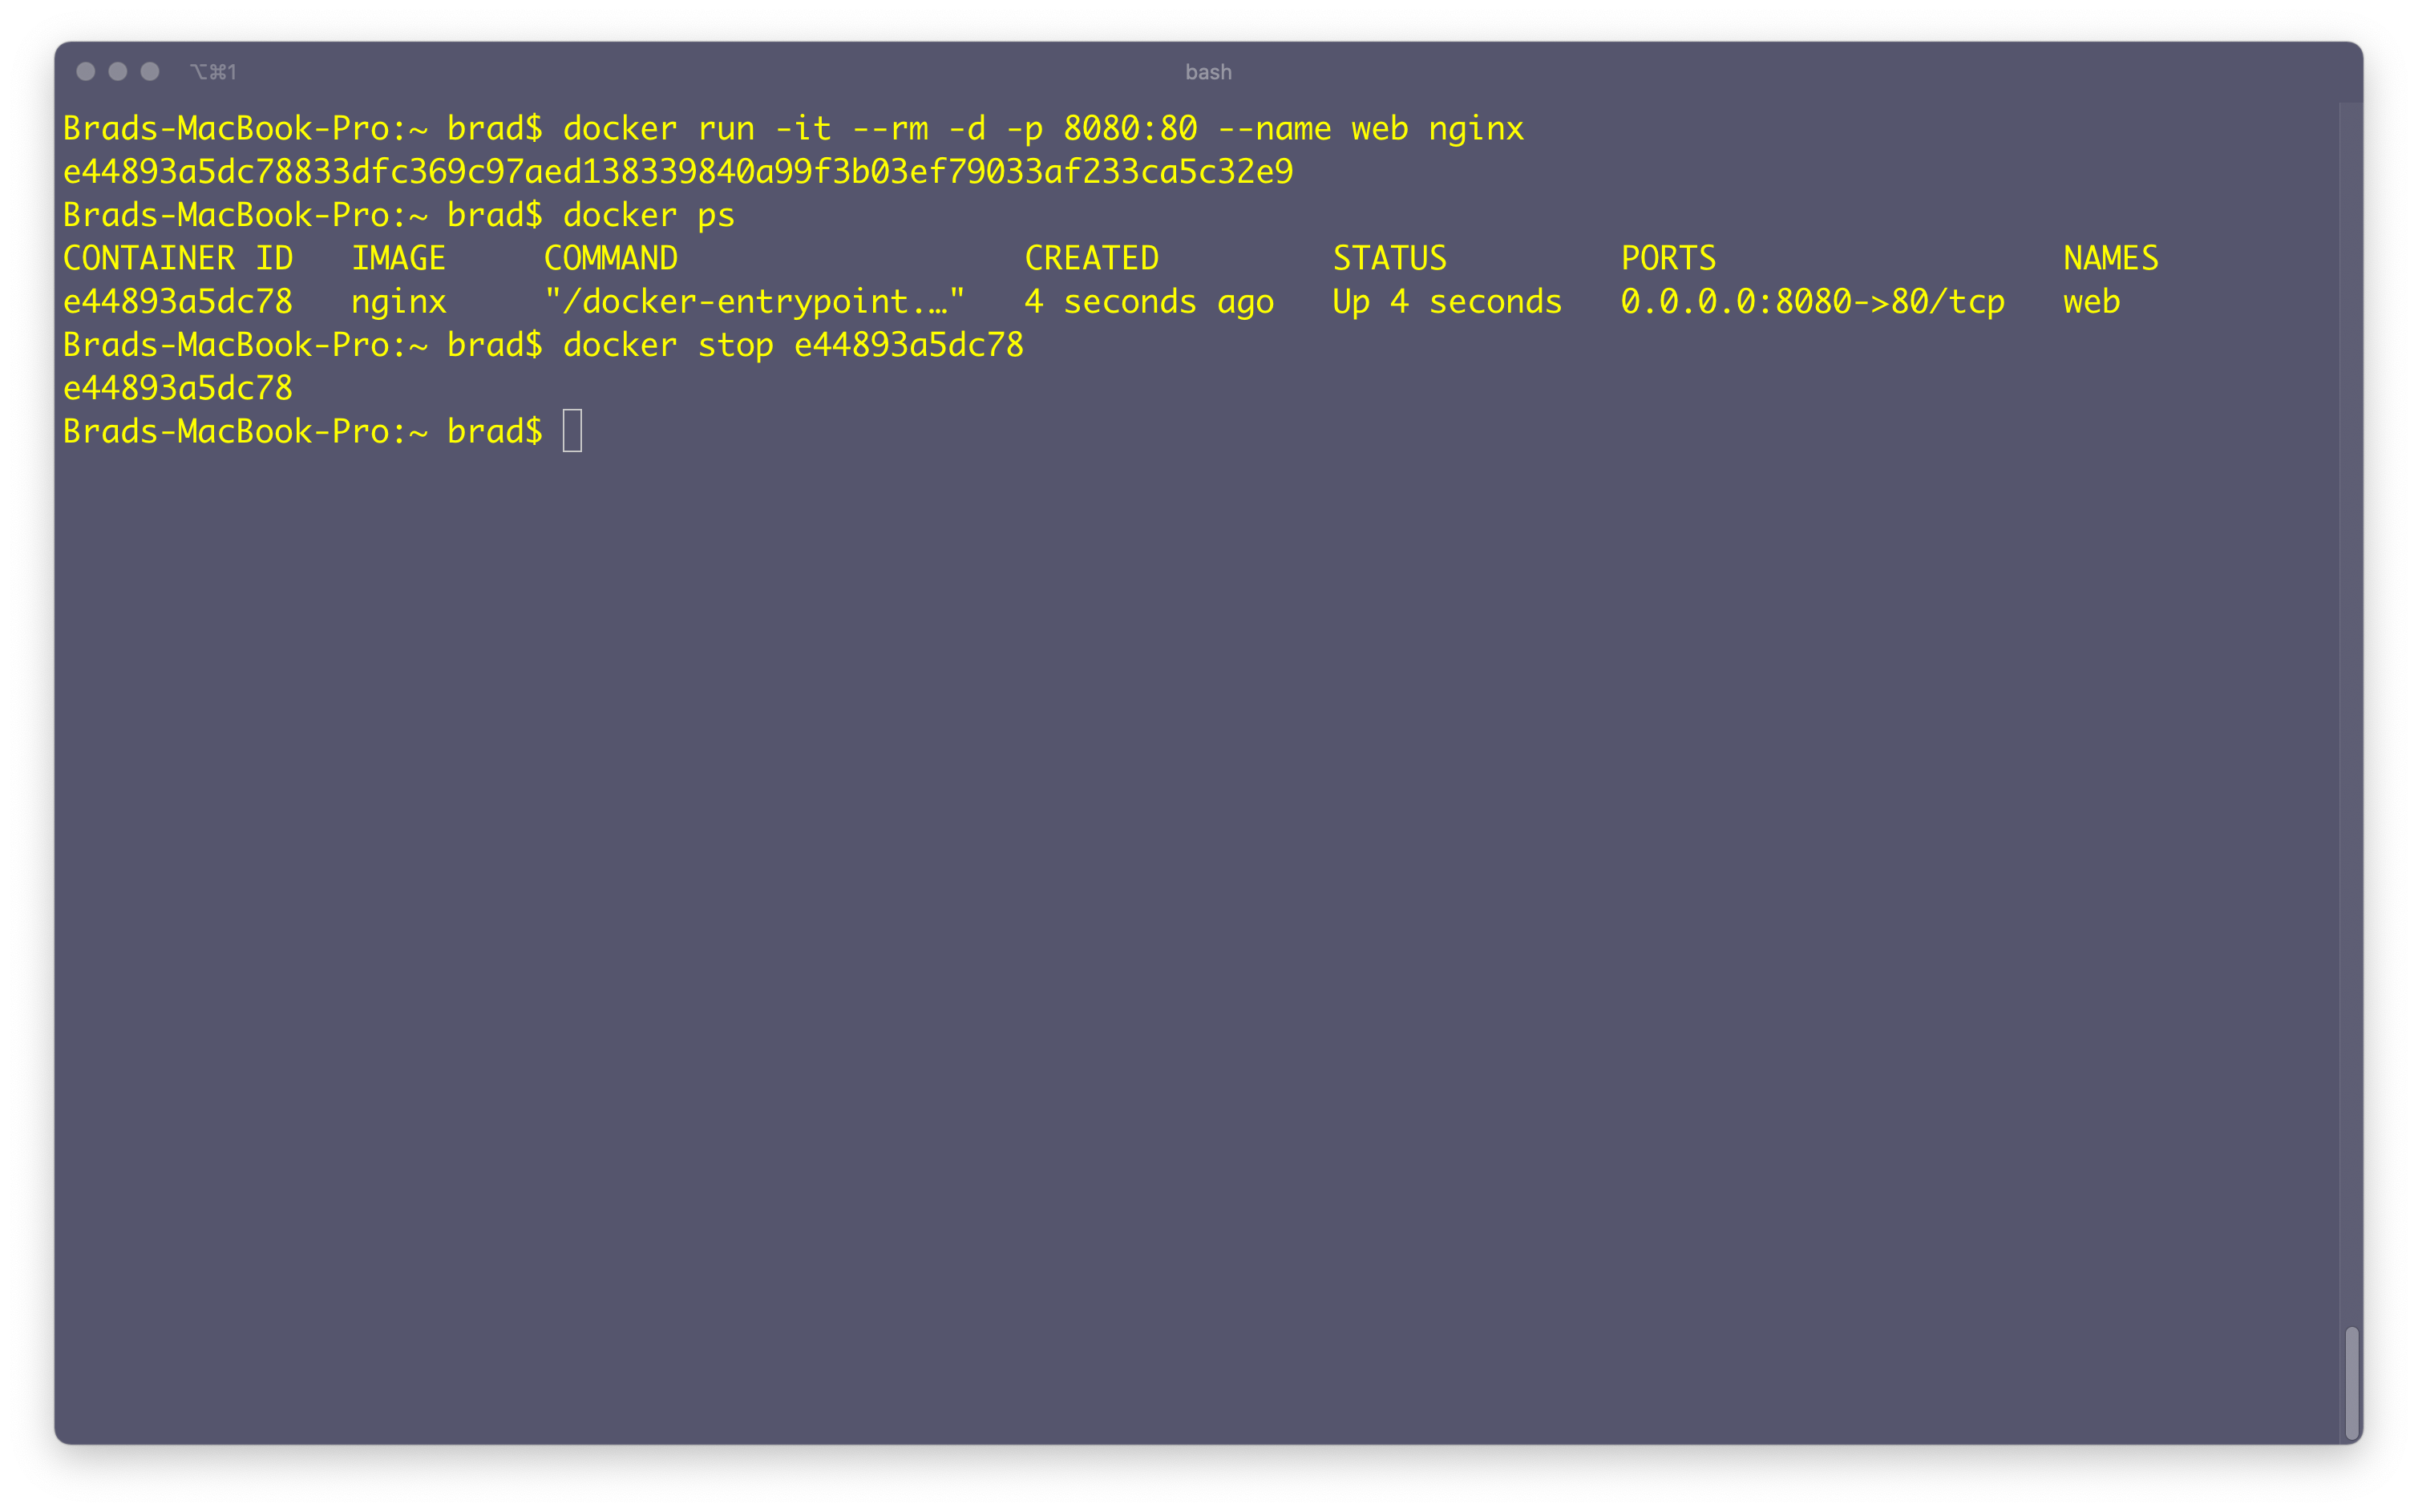 ⌥⌘1 bash
Brads-MacBook-Pro:~ brad$ docker run -it --rm -d -p 8080:80 --name web nginx
e44893a5dc78833dfc369c97aed138339840a99f3b03ef79033af233ca5c32e9
Brads-MacBook-Pro:~ brad$ docker ps
CONTAINER ID   IMAGE     COMMAND                  CREATED         STATUS         PORTS                  NAMES
e44893a5dc78   nginx     "/docker-entrypoint.…"   4 seconds ago   Up 4 seconds   0.0.0.0:8080->80/tcp   web
Brads-MacBook-Pro:~ brad$ docker stop e44893a5dc78
e44893a5dc78
Brads-MacBook-Pro:~ brad$